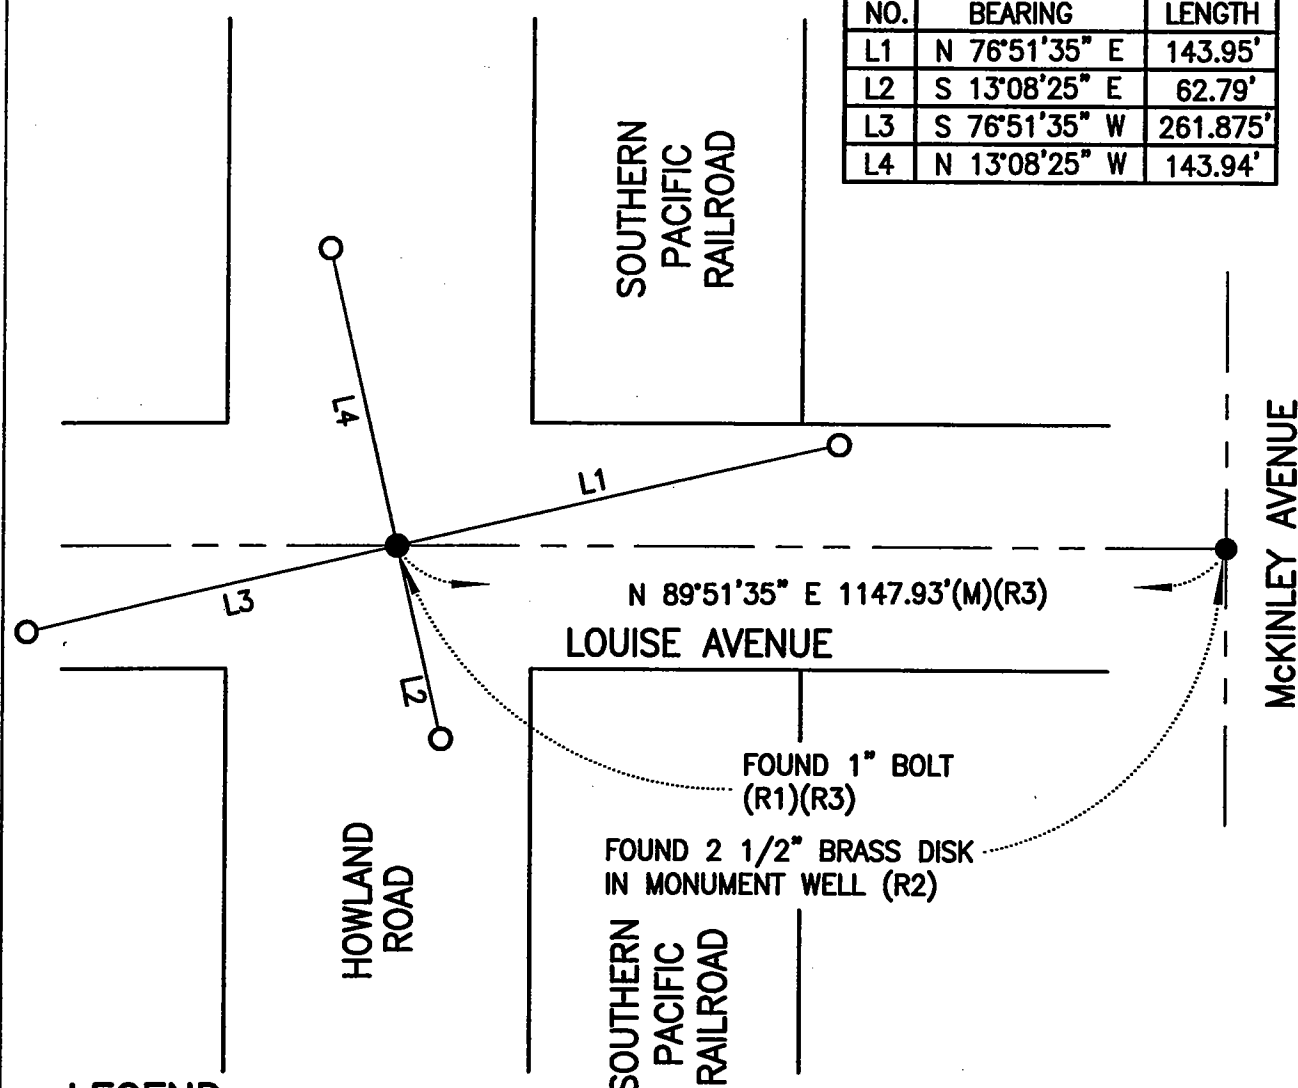 NO. BEARING LENGTH
L1 N 76°51'35" E 143.95'
L2 S 13°08'25" E 62.79'
L3 S 76°51'35" W 261.875'
L4 N 13°08'25" W 143.94'
SOUTHERN
PACIFIC
RAILROAD
L4
L1
McKINLEY AVENUE
L3
N 89°51'35" E 1147.93'(M)(R3)
LOUISE AVENUE
L2
FOUND 1" BOLT
(R1)(R3)
FOUND 2 1/2" BRASS DISK
IN MONUMENT WELL (R2)
HOWLAND
ROAD
SOUTHERN
PACIFIC
RAILROAD
LEGEND